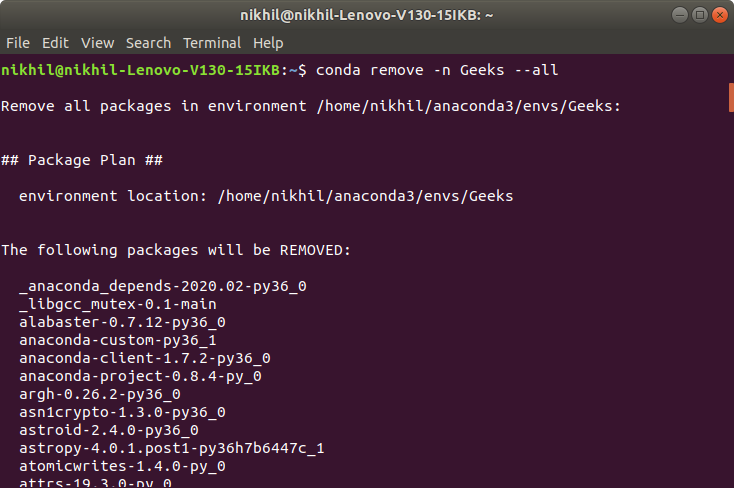 nikhil@nikhil-Lenovo-V130-15IKB: ~
File Edit View Search Terminal Help
nikhil@nikhil-Lenovo-V130-15IKB:~$ conda remove -n Geeks --all
Remove all packages in environment /home/nikhil/anaconda3/envs/Geeks:
## Package Plan ##
environment location: /home/nikhil/anaconda3/envs/Geeks
The following packages will be REMOVED:
_anaconda_depends-2020.02-py36_0
_libgcc_mutex-0.1-main
alabaster-0.7.12-py36_0
anaconda-custom-py36_1
anaconda-client-1.7.2-py36_0
anaconda-project-0.8.4-py_0
argh-0.26.2-py36_0
asn1crypto-1.3.0-py36_0
astroid-2.4.0-py36_0
astropy-4.0.1.post1-py36h7b6447c_1
atomicwrites-1.4.0-py_0
attrs-19.3.0-py_0